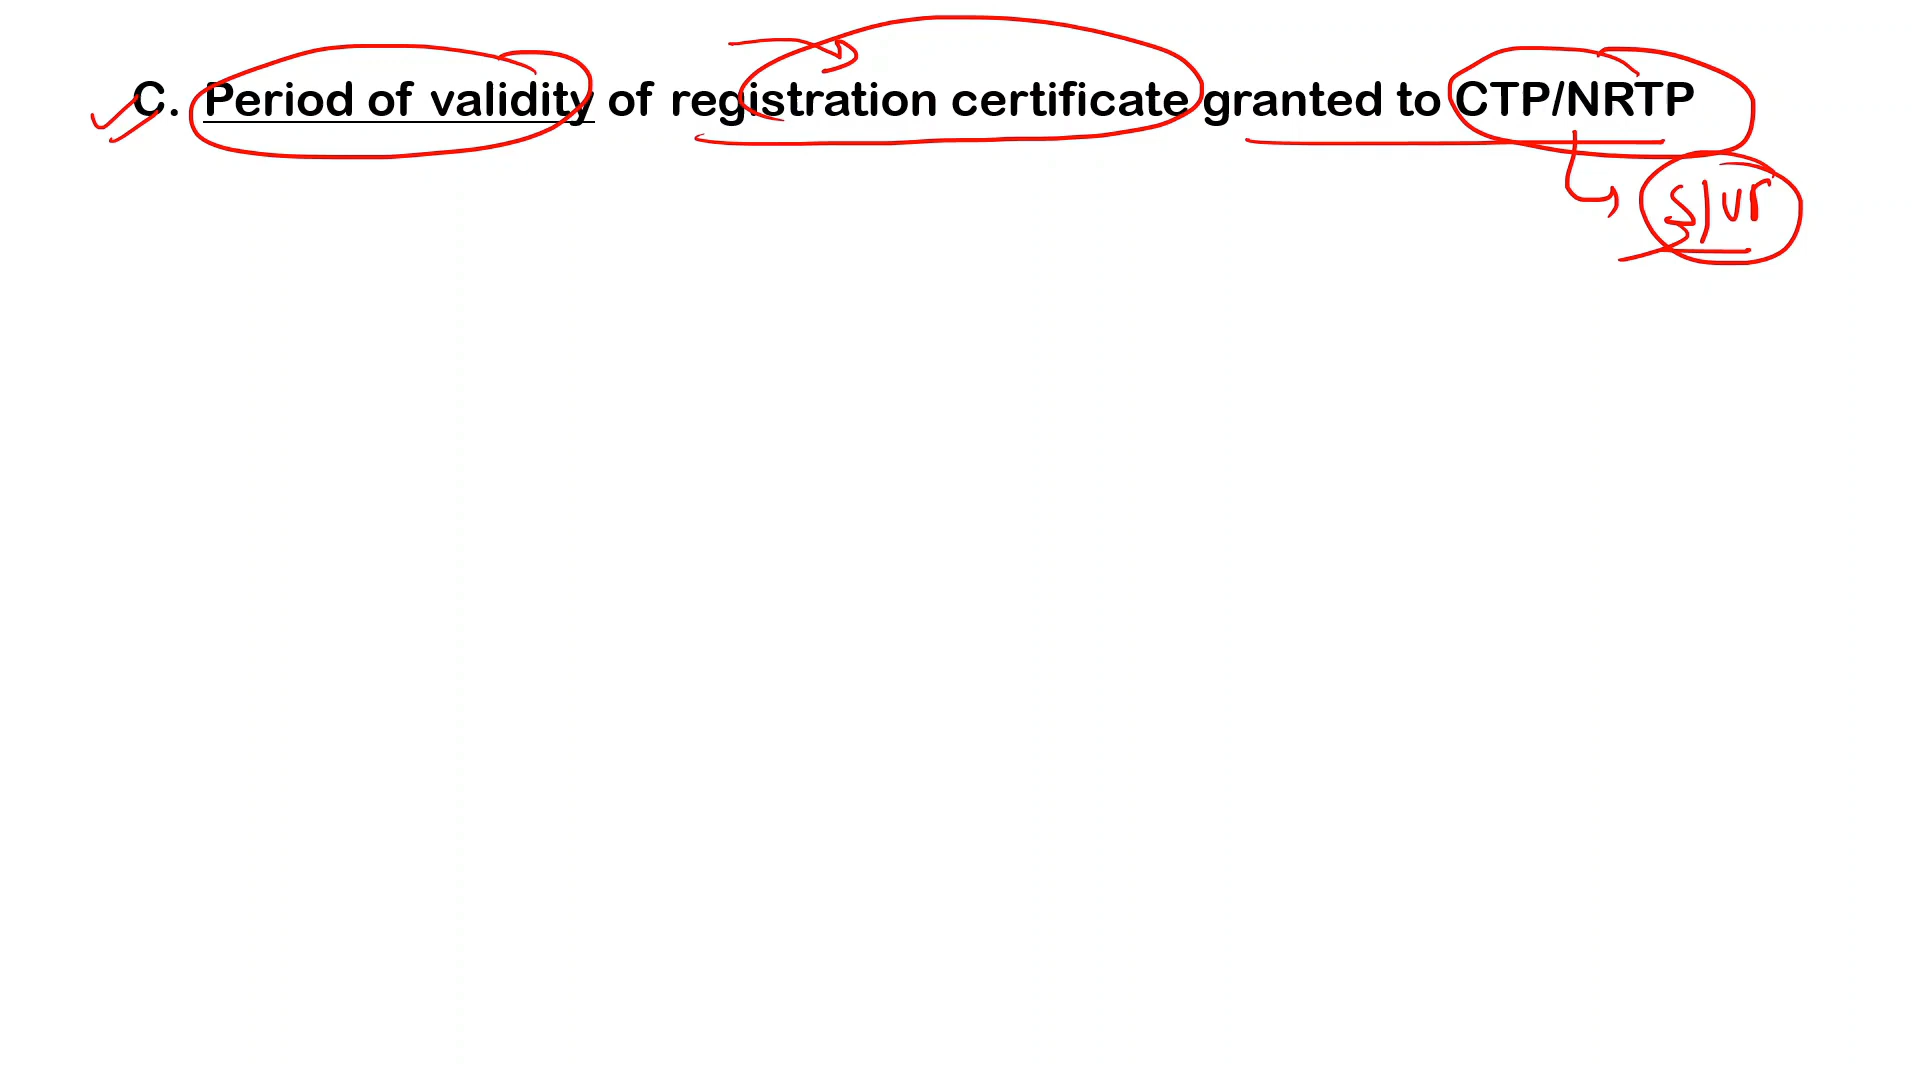 C. Period of validity of registration certificate granted to CTP/NRTP
S/UR